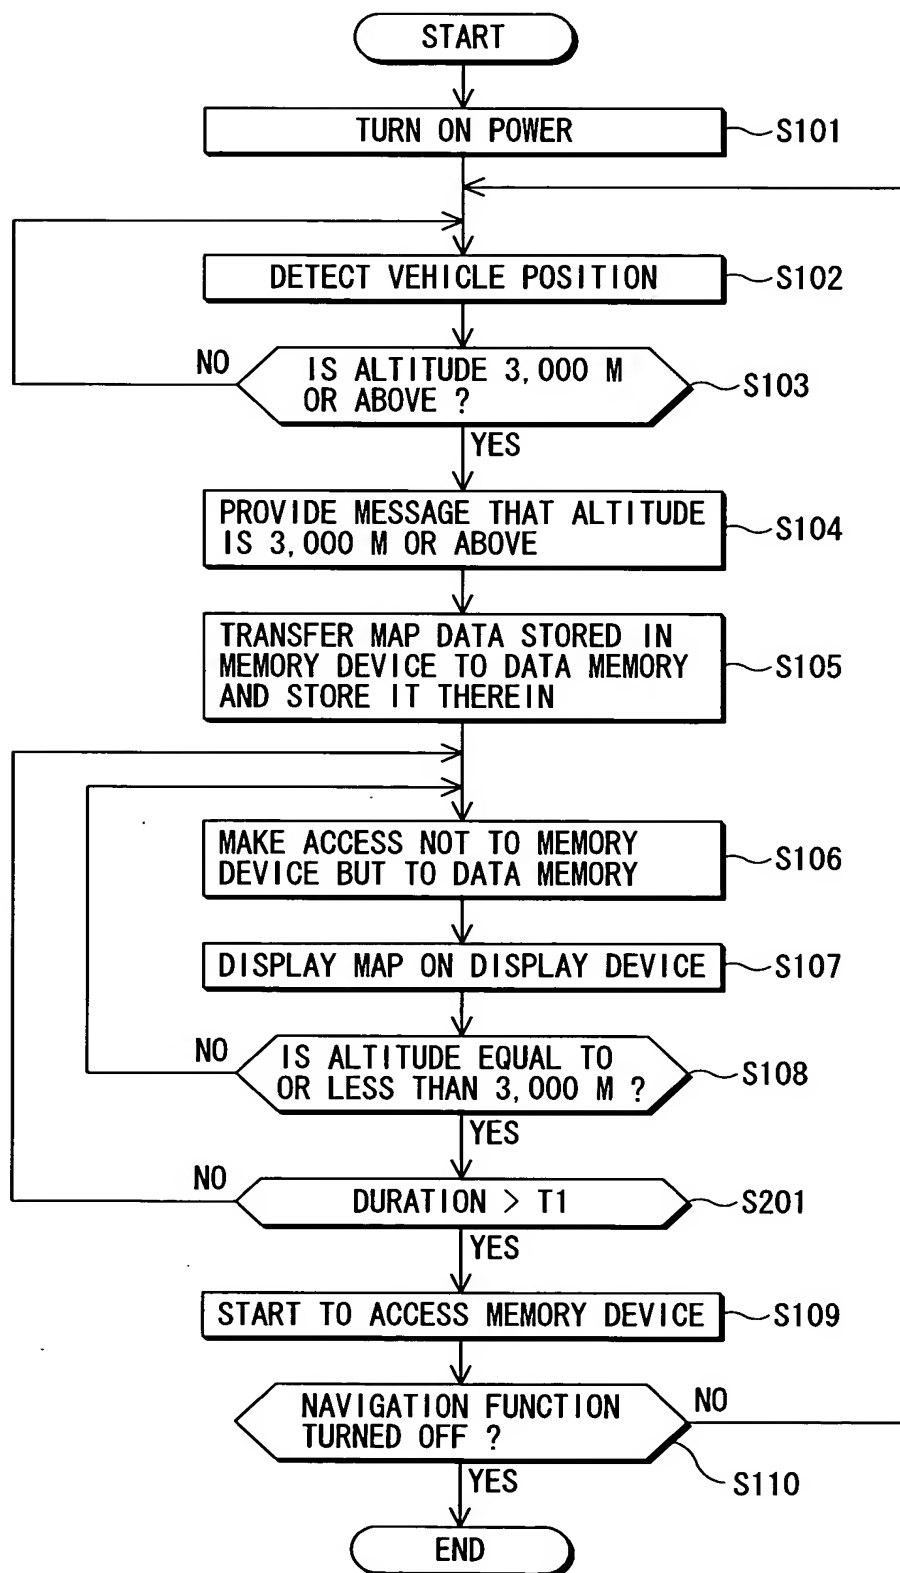 START
TURN ON POWER
S101
DETECT VEHICLE POSITION
S102
NO
IS ALTITUDE 3,000 M
OR ABOVE ?
S103
YES
PROVIDE MESSAGE THAT ALTITUDE
IS 3,000 M OR ABOVE
S104
TRANSFER MAP DATA STORED IN
MEMORY DEVICE TO DATA MEMORY
AND STORE IT THEREIN
S105
MAKE ACCESS NOT TO MEMORY
DEVICE BUT TO DATA MEMORY
S106
DISPLAY MAP ON DISPLAY DEVICE
S107
NO
IS ALTITUDE EQUAL TO
OR LESS THAN 3,000 M ?
S108
YES
NO
DURATION > T1
S201
YES
START TO ACCESS MEMORY DEVICE
S109
NAVIGATION FUNCTION
TURNED OFF ?
NO
S110
YES
END